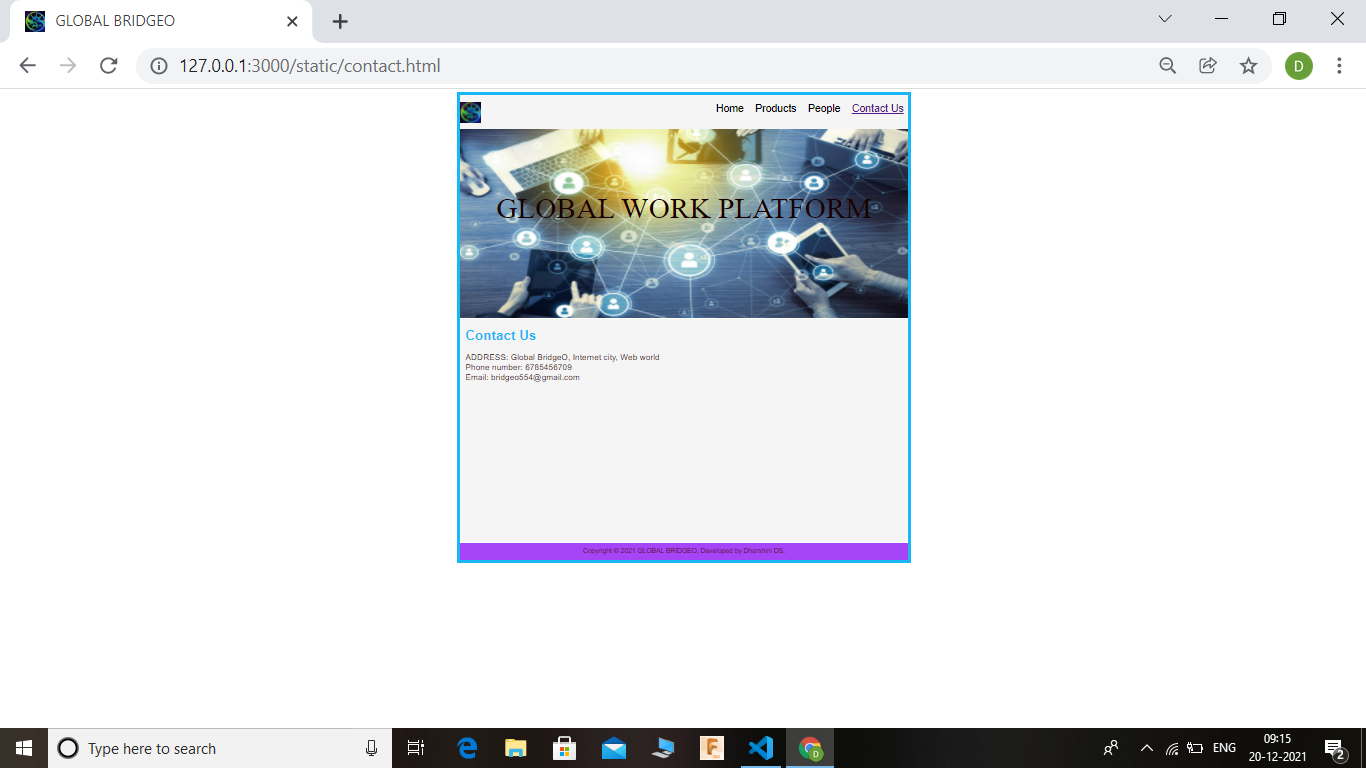 GLOBAL BRIDGEO
127.0.0.1:3000/static/contact.html
D
Home Products People Contact Us
GLOBAL WORK PLATFORM
Contact Us
ADDRESS: Global BridgeO, Internet city, Web world
Phone number: 6785456709
Email: bridgeo554@gmail.com
Copyright © 2021 GLOBAL BRIDGEO, Developed by Dharshini DS.
Type here to search
F
D
ENG
09:15
20-12-2021
2